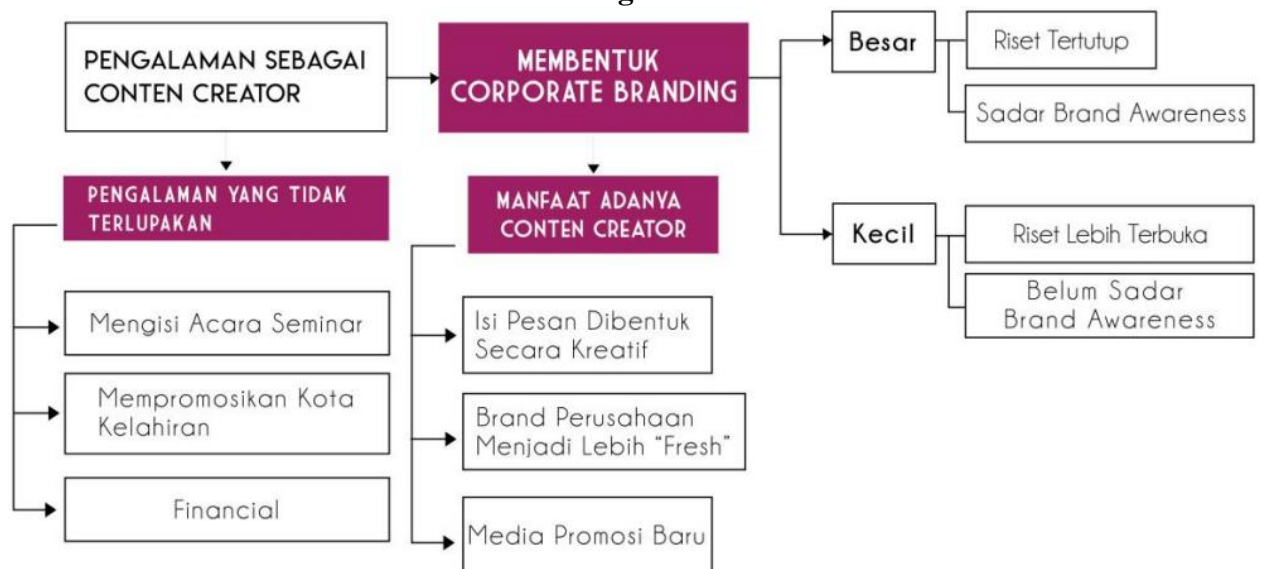 PENGALAMAN SEBAGAI
CONTEN CREATOR
MEMBENTUK
CORPORATE BRANDING
Besar
Riset Tertutup
Sadar Brand Awareness
PENGALAMAN YANG TIDAK
TERLUPAKAN
MANFAAT ADANYA
CONTEN CREATOR
Kecil
Riset Lebih Terbuka
Belum Sadar
Brand Awareness
Mengisi Acara Seminar
Mempromosikan Kota
Kelahiran
Financial
Isi Pesan Dibentuk
Secara Kreatif
Brand Perusahaan
Menjadi Lebih “Fresh”
Media Promosi Baru